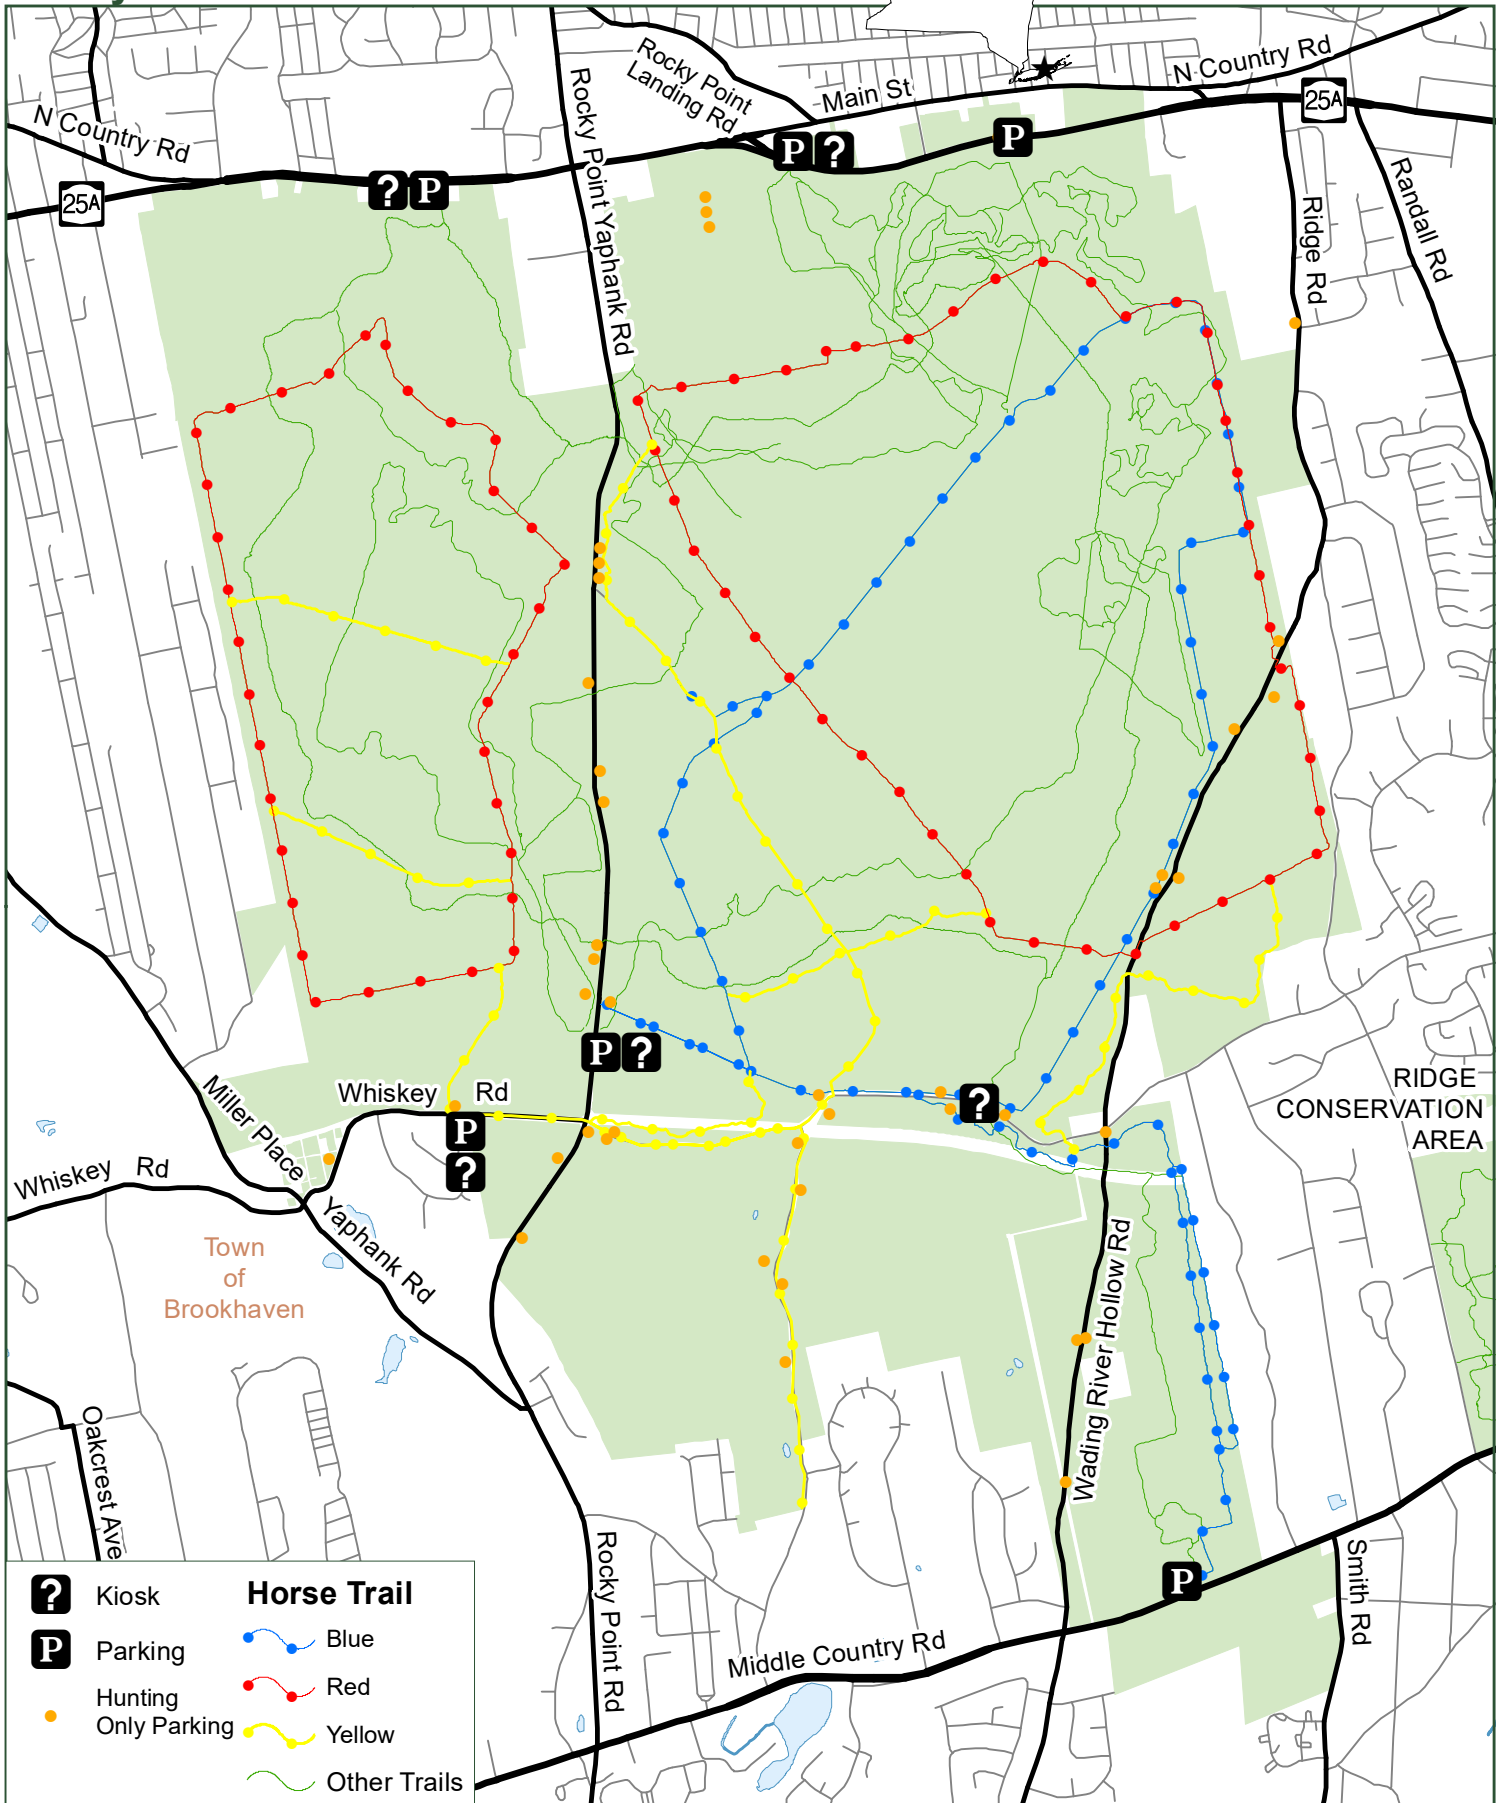 N Country Rd
Rocky Point
Landing Rd
Main St
N Country Rd
25A
P ?
P
? P
25A
Rocky Point Yaphank Rd
Ridge Rd
Randall Rd
P ?
Whiskey Rd
?
RIDGE
CONSERVATION
AREA
Miller Place
P
?
Whiskey Rd
Yaphank Rd
Town
of
Brookhaven
Wading River Hollow Rd
Oakcrest Ave
Rocky Point Rd
Smith Rd
P
Middle Country Rd
? Kiosk
P Parking
Hunting
Only Parking
Horse Trail
Blue
Red
Yellow
Other Trails